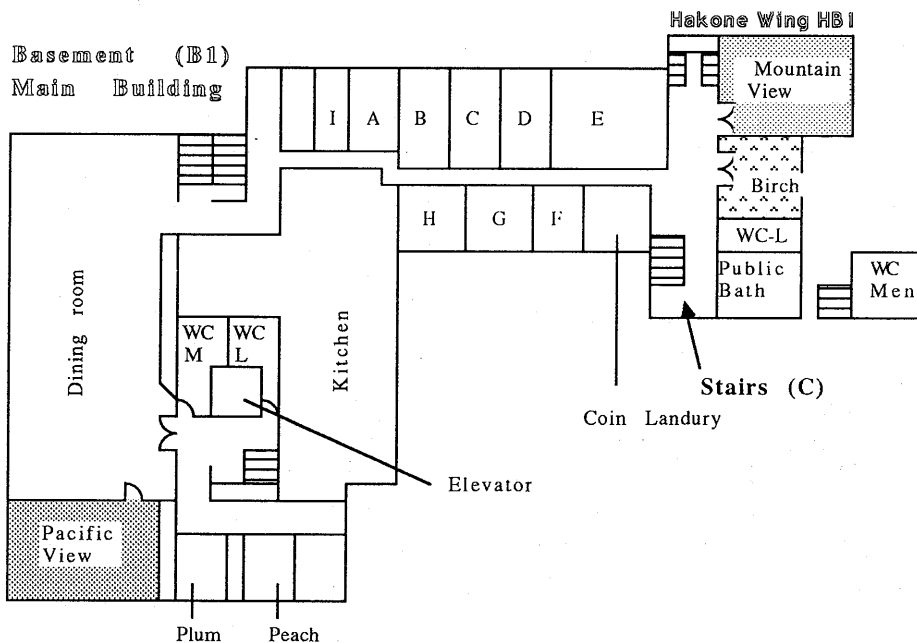 Hakone Wing HB1
Basement (B1)
Main Building
Mountain
View
I
A
B
C
D
E
Birch
H
G
F
WC-L
Public
Bath
WC
Men
Dining room
WC
M
WC
L
Kitchen
Stairs (C)
Coin Landury
Elevator
Pacific
View
Plum
Peach